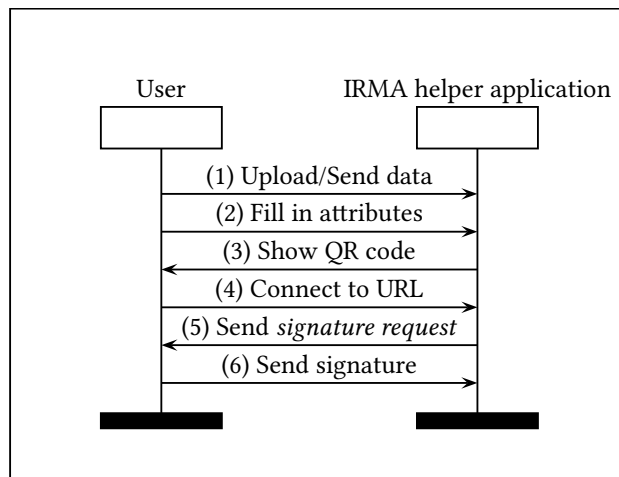 User
IRMA helper application
(1) Upload/Send data
(2) Fill in attributes
(3) Show QR code
(4) Connect to URL
(5) Send signature request
(6) Send signature